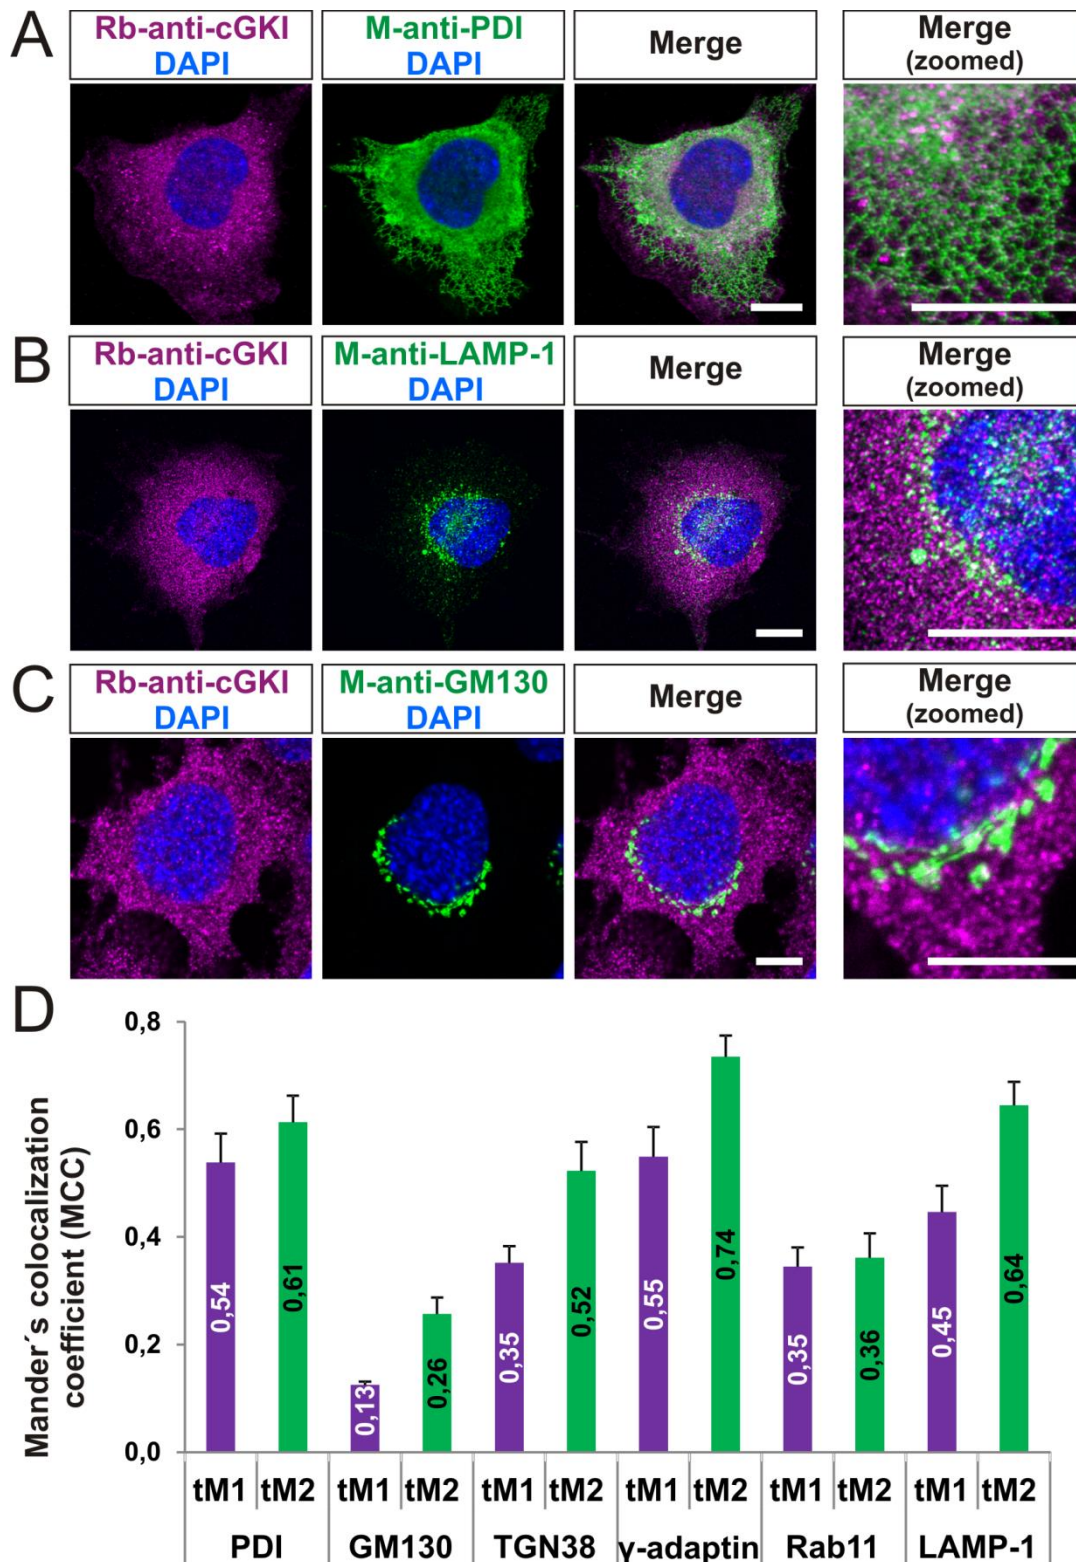 A
Rb-anti-cGKI
DAPI
M-anti-PDI
DAPI
Merge
Merge
(zoomed)
B
Rb-anti-cGKI
DAPI
M-anti-LAMP-1
DAPI
Merge
Merge
(zoomed)
C
Rb-anti-cGKI
DAPI
M-anti-GM130
DAPI
Merge
Merge
(zoomed)
D
Mander´s colocalization
coefficient (MCC)
0,8
0,6
0,4
0,2
0,0
0,54
0,61
0,13
0,26
0,35
0,52
0,55
0,74
0,35
0,36
0,45
0,64
tM1 tM2 tM1 tM2 tM1 tM2 tM1 tM2 tM1 tM2 tM1 tM2
PDI GM130 TGN38 γ-adaptin Rab11 LAMP-1